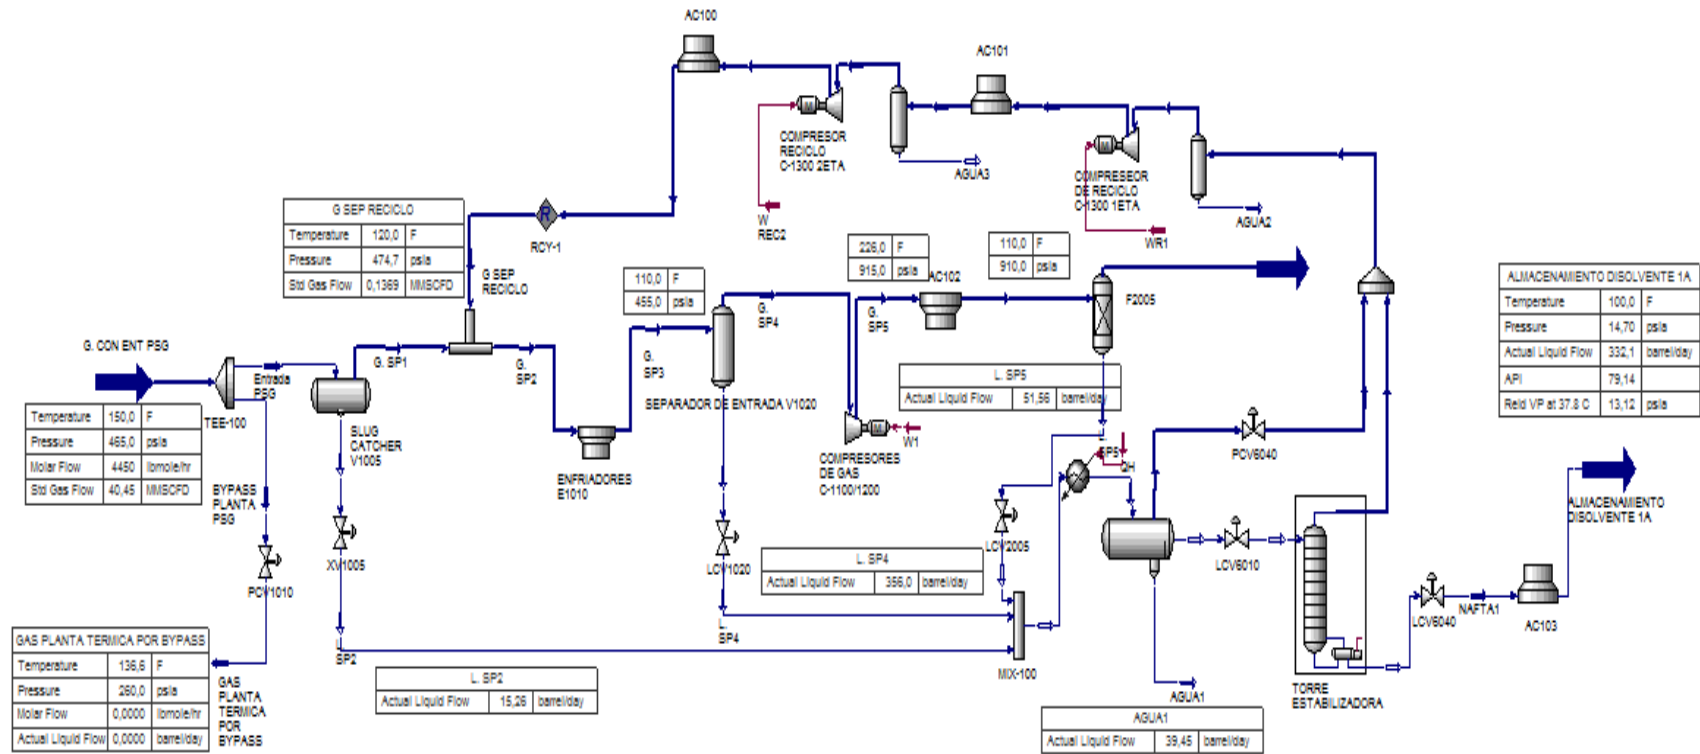 AC100
AC101
COMPRESOR
RECICLO
C-1300 2ETA
AGUA3
COMPRESEOR
DE RECICLO
C-1300 1ETA
AGUA2
W
REC2
WR1
G SEP RECICLO
Temperature 120,0 F
Pressure 474,7 psia
Std Gas Flow 0,1369 MMSCFD
RCY-1
G SEP
RECICLO
110,0 F
455,0 psia
226,0 F
915,0 psia
AC102
110,0 F
910,0 psia
F2005
G.
SP4
G.
SP5
ALMACENAMIENTO DISOLVENTE 1A
Temperature 100,0 F
Pressure 14,70 psia
Actual Liquid Flow 332,1 barrel/day
API 79,14
Reid VP at 37.8 C 13,12 psia
G. CON ENT PSG
Entrada
PSG
TEE-100
G. SP1
G.
SP2
G.
SP3
Temperature 150,0 F
Pressure 465,0 psia
Molar Flow 4450 lbmole/hr
Std Gas Flow 40,45 MMSCFD
SLUG
CATCHER
V1005
SEPARADOR DE ENTRADA V1020
L. SP5
Actual Liquid Flow 51,56 barrel/day
W1
COMPRESORES
DE GAS
C-1100/1200
ENFRIADORES
E1010
L.
SP5
QH
PCV6040
BYPASS
PLANTA
PSG
PCV1010
XV1005
LCV1020
LCV2005
LCV6010
ALMACENAMIENTO
DISOLVENTE 1A
L. SP4
Actual Liquid Flow 356,0 barrel/day
LCV6040
NAFTA1
AC103
L.
SP4
L.
SP2
MIX-100
GAS PLANTA TERMICA POR BYPASS
Temperature 136,6 F
Pressure 260,0 psia
Molar Flow 0,0000 lbmole/hr
Actual Liquid Flow 0,0000 barrel/day
GAS
PLANTA
TERMICA
POR
BYPASS
L. SP2
Actual Liquid Flow 15,26 barrel/day
AGUA1
TORRE
ESTABILIZADORA
AGUA1
Actual Liquid Flow 39,45 barrel/day